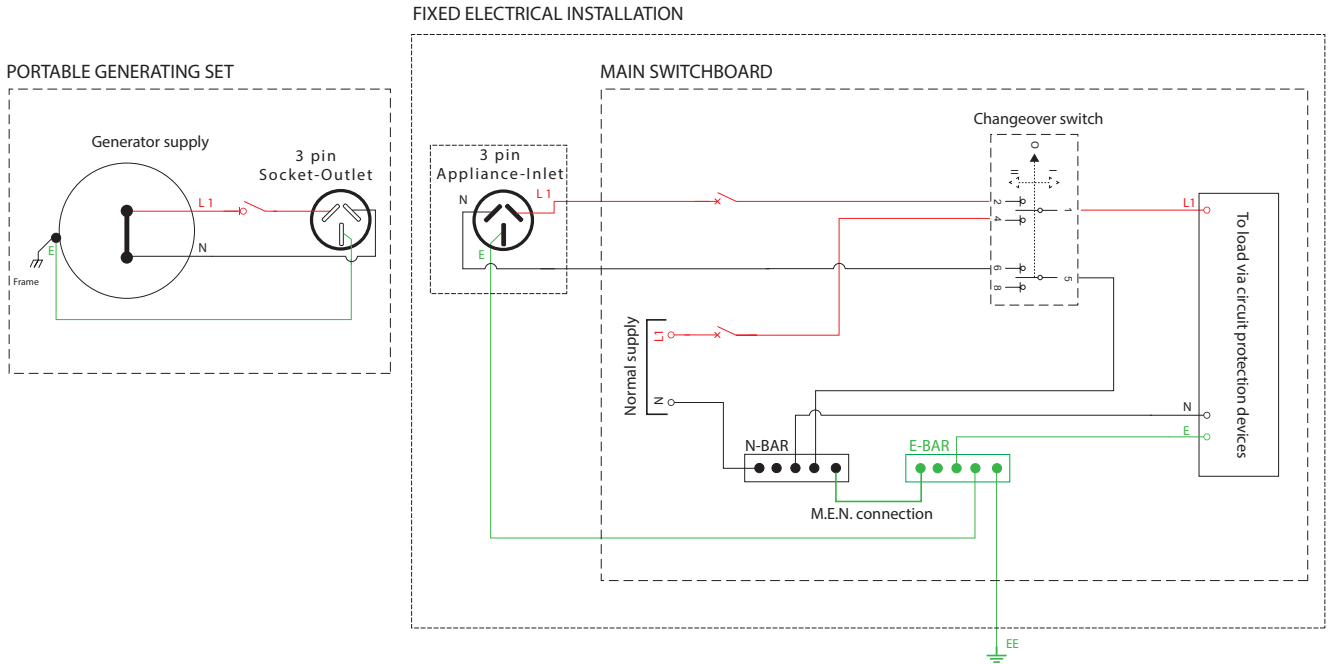 FIXED ELECTRICAL INSTALLATION
PORTABLE GENERATING SET
MAIN SWITCHBOARD
Generator supply
3 pin
Socket-Outlet
L 1
N
E
Frame
3 pin
Appliance-Inlet
N
L 1
E
Changeover switch
O
II
I
2
4
1
6
8
5
L1
To load via circuit protection devices
N
E
Normal supply
L1
N
N-BAR
E-BAR
M.E.N. connection
EE